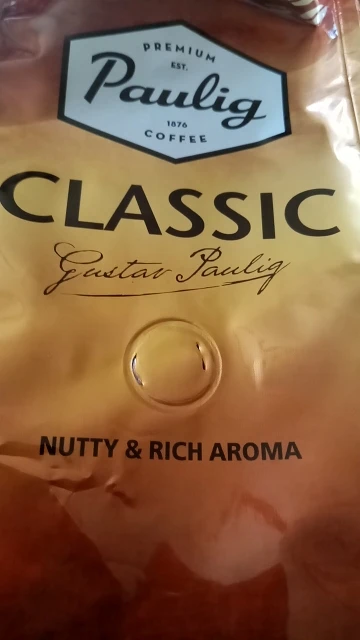 PREMIUM
EST.
Paulig
1876
COFFEE
CLASSIC
Gustav Paulig
NUTTY & RICH AROMA